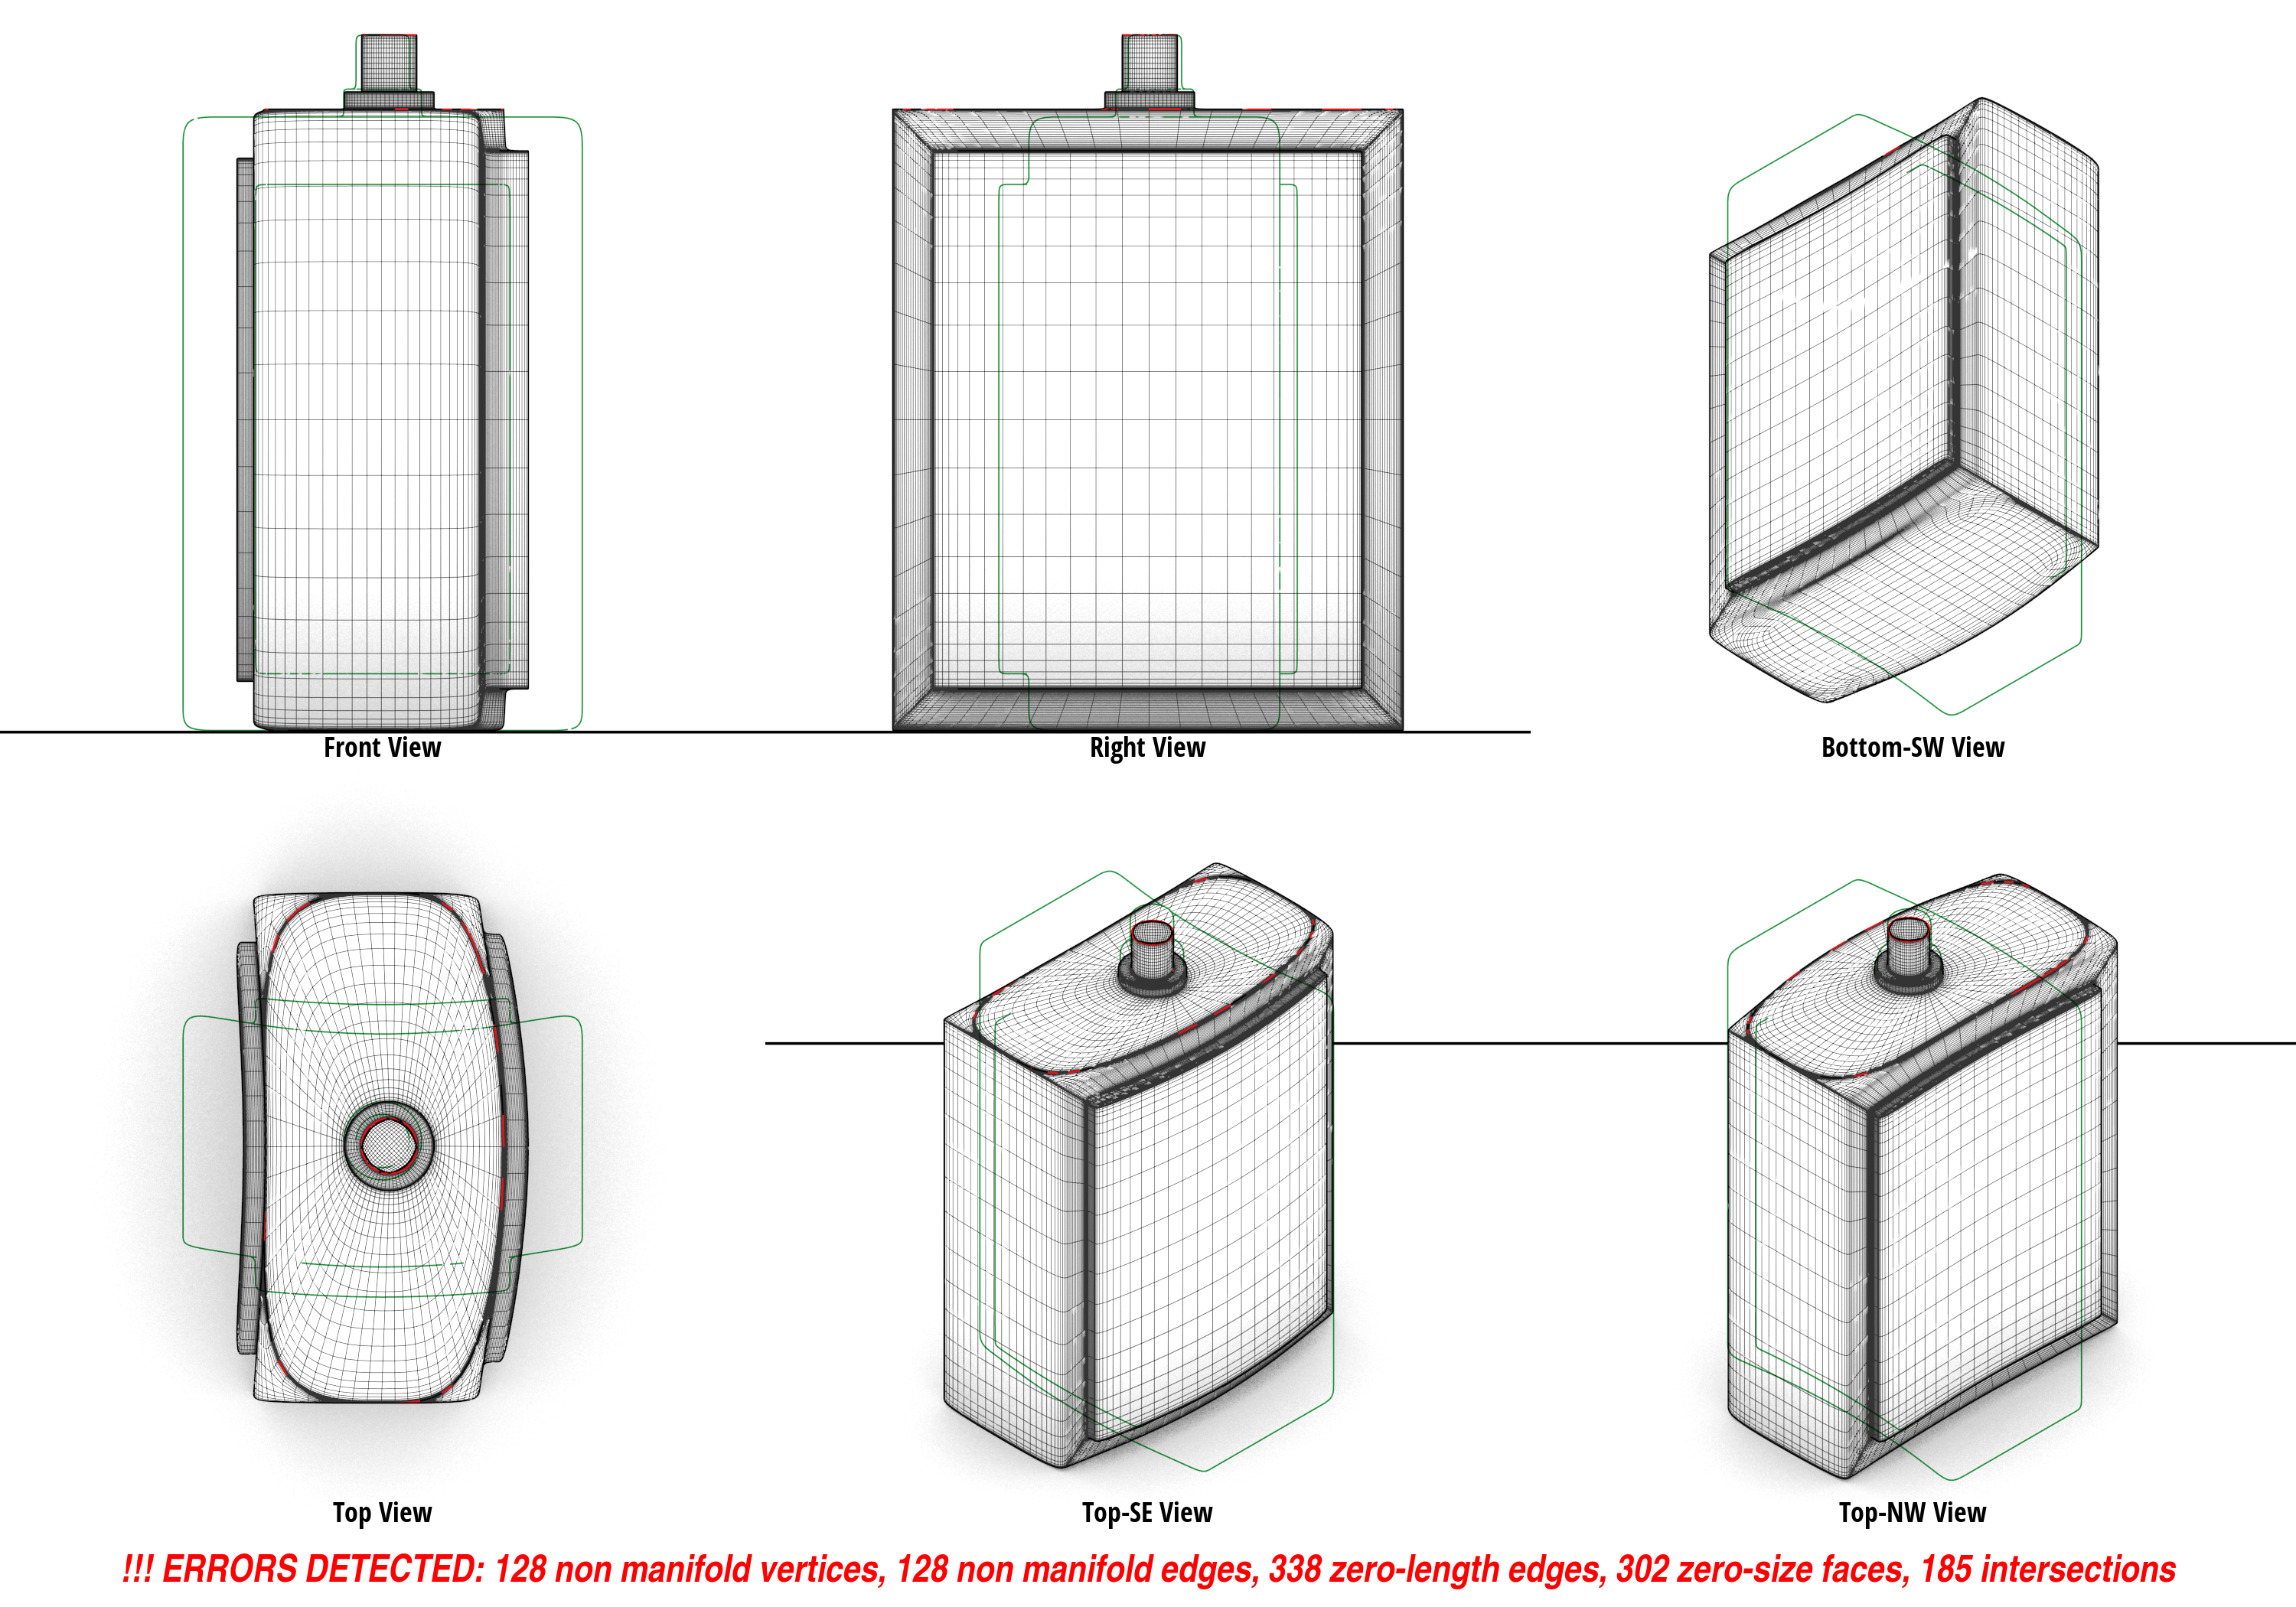 Front View
Right View
Bottom-SW View
Top View
Top-SE View
Top-NW View
!!! ERRORS DETECTED: 128 non manifold vertices, 128 non manifold edges, 338 zero-length edges, 302 zero-size faces, 185 intersections